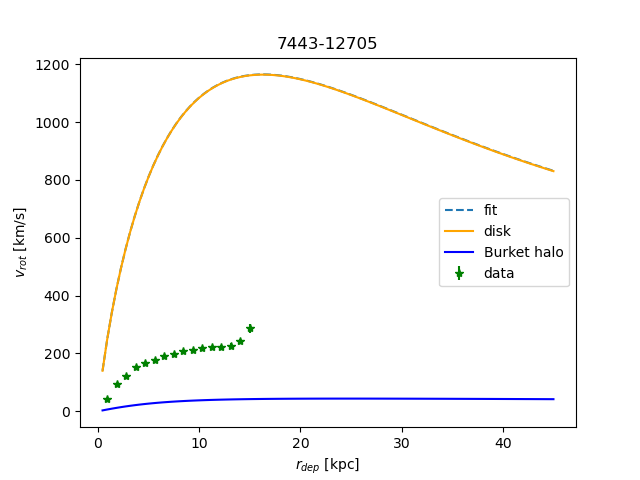 7443-12705
1200
1000
800
600
400
200
0
v_rot [km/s]
fit
disk
Burket halo
data
0 10 20 30 40
r_dep [kpc]